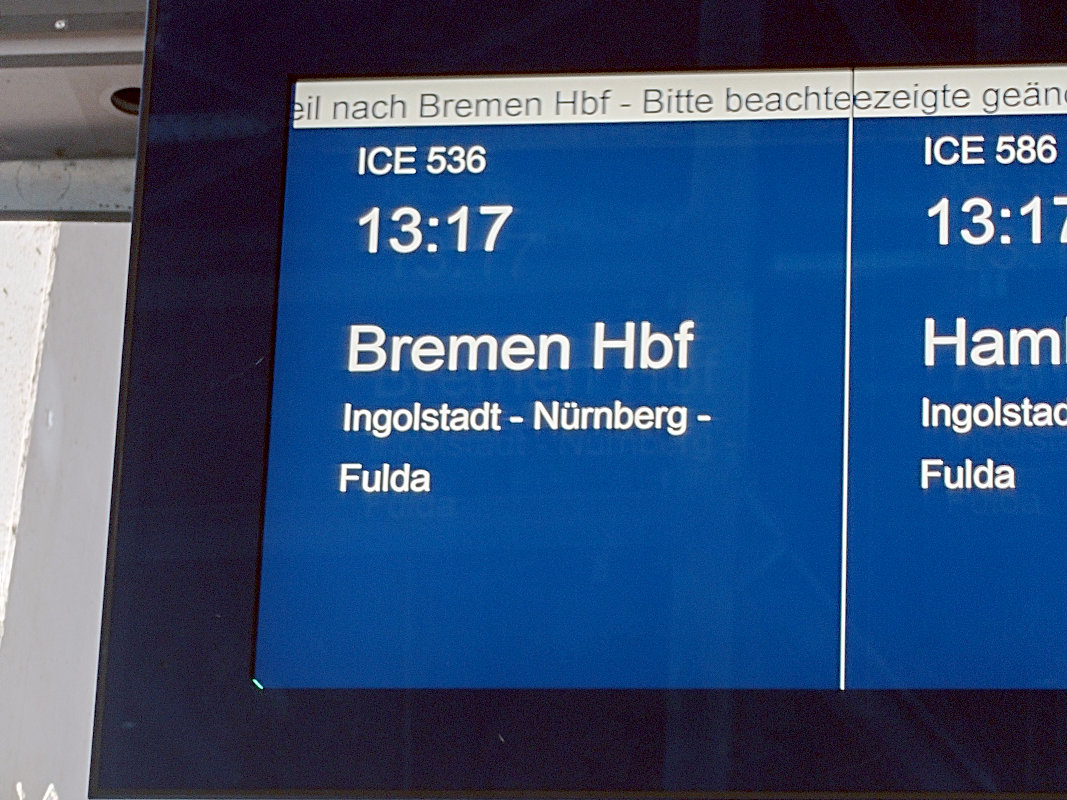 eil nach Bremen Hbf - Bitte beachte
ICE 536
13:17
Bremen Hbf
Ingolstadt - Nürnberg -
Fulda
ezeigte geän
ICE 586
13:17
Ham
Ingolstad
Fulda